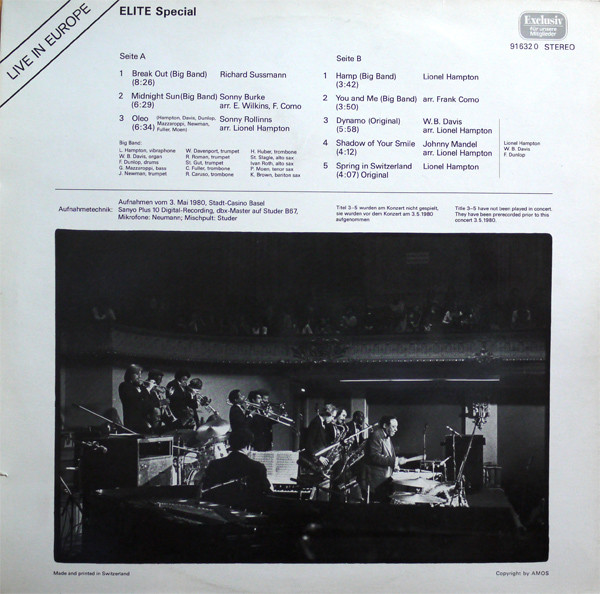 LIVE IN EUROPE
ELITE Special
Exclusiv
für unsere
Mitglieder
91 632 0 STEREO
Seite A
1 Break Out (Big Band) Richard Sussmann
(8:26)
2 Midnight Sun (Big Band) Sonny Burke
(6:29) arr. E. Wilkins, F. Como
3 Oleo (Hampton, Davis, Dunlop, Sonny Rollinns
(6:34) Mazzaroppi, Newman, arr. Lionel Hampton
Fuller, Moen)
Big Band:
L. Hampton, vibraphone W. Davenport, trumpet H. Huber, trombone
W. B. Davis, organ R. Roman, trumpet St. Slagle, alto sax
F. Dunlop, drums St. Gut, trumpet Ivan Roth, alto sax
G. Mazzaroppi, bass C. Fuller, trombone P. Moen, tenor sax
J. Newman, trumpet R. Caruso, trombone K. Brown, bariton sax
Seite B
1 Hamp (Big Band) Lionel Hampton
(3:42)
2 You and Me (Big Band) arr. Frank Como
(3:50)
3 Dynamo (Original) W.B. Davis
(5:58) arr. Lionel Hampton
4 Shadow of Your Smile Johnny Mandel
(4:12) arr. Lionel Hampton
5 Spring in Switzerland Lionel Hampton
(4:07) Original
Lionel Hampton
W. B. Davis
F. Dunlop
Aufnahmetechnik:
Aufnahmen vom 3. Mai 1980, Stadt-Casino Basel
Sanyo Plus 10 Digital-Recording, dbx-Master auf Studer B67,
Mikrofone: Neumann; Mischpult: Studer
Titel 3-5 wurden am Konzert nicht gespielt,
sie wurden vor dem Konzert am 3.5.1980
aufgenommen
Title 3-5 have not been played in concert.
They have been prerecorded prior to this
concert 3.5.1980.
Made and printed in Switzerland
Copyright by AMOS